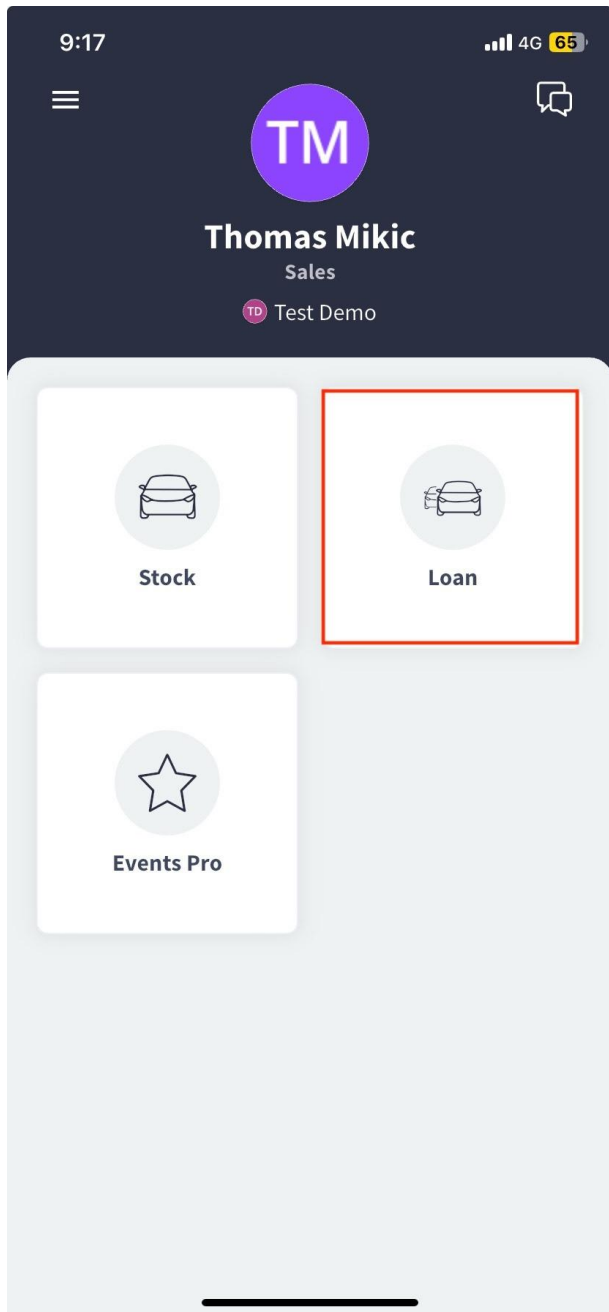 9:17
4G 65
TM
Thomas Mikic
Sales
TD Test Demo
Stock
Loan
Events Pro